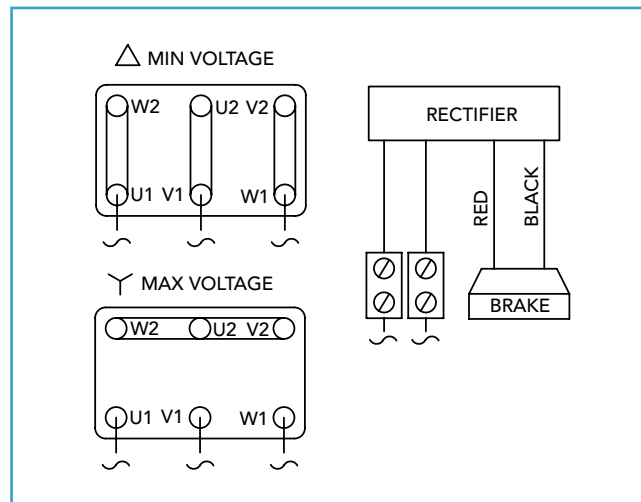 △ MIN VOLTAGE
W2 U2 V2
U1 V1 W1
MAX VOLTAGE
W2 U2 V2
U1 V1 W1
RECTIFIER
RED
BLACK
BRAKE